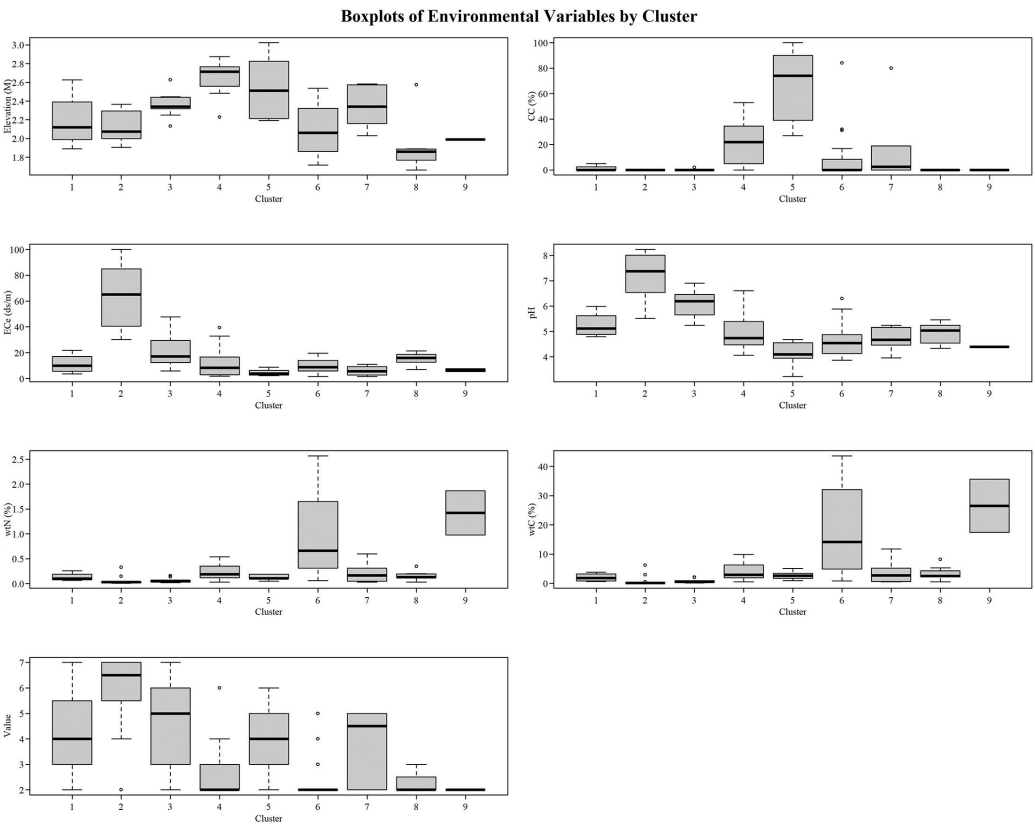 Boxplots of Environmental Variables by Cluster
Elevation (M)
3.0
2.8
2.6
2.4
2.2
2.0
1.8
1 2 3 4 5 6 7 8 9
Cluster
CC (%)
100
80
60
40
20
0
1 2 3 4 5 6 7 8 9
Cluster
ECe (ds/m)
100
80
60
40
20
0
1 2 3 4 5 6 7 8 9
Cluster
pH
8
7
6
5
4
1 2 3 4 5 6 7 8 9
Cluster
wtN (%)
2.5
2.0
1.5
1.0
0.5
0.0
1 2 3 4 5 6 7 8 9
Cluster
wtC (%)
40
30
20
10
0
1 2 3 4 5 6 7 8 9
Cluster
Value
7
6
5
4
3
2
1 2 3 4 5 6 7 8 9
Cluster